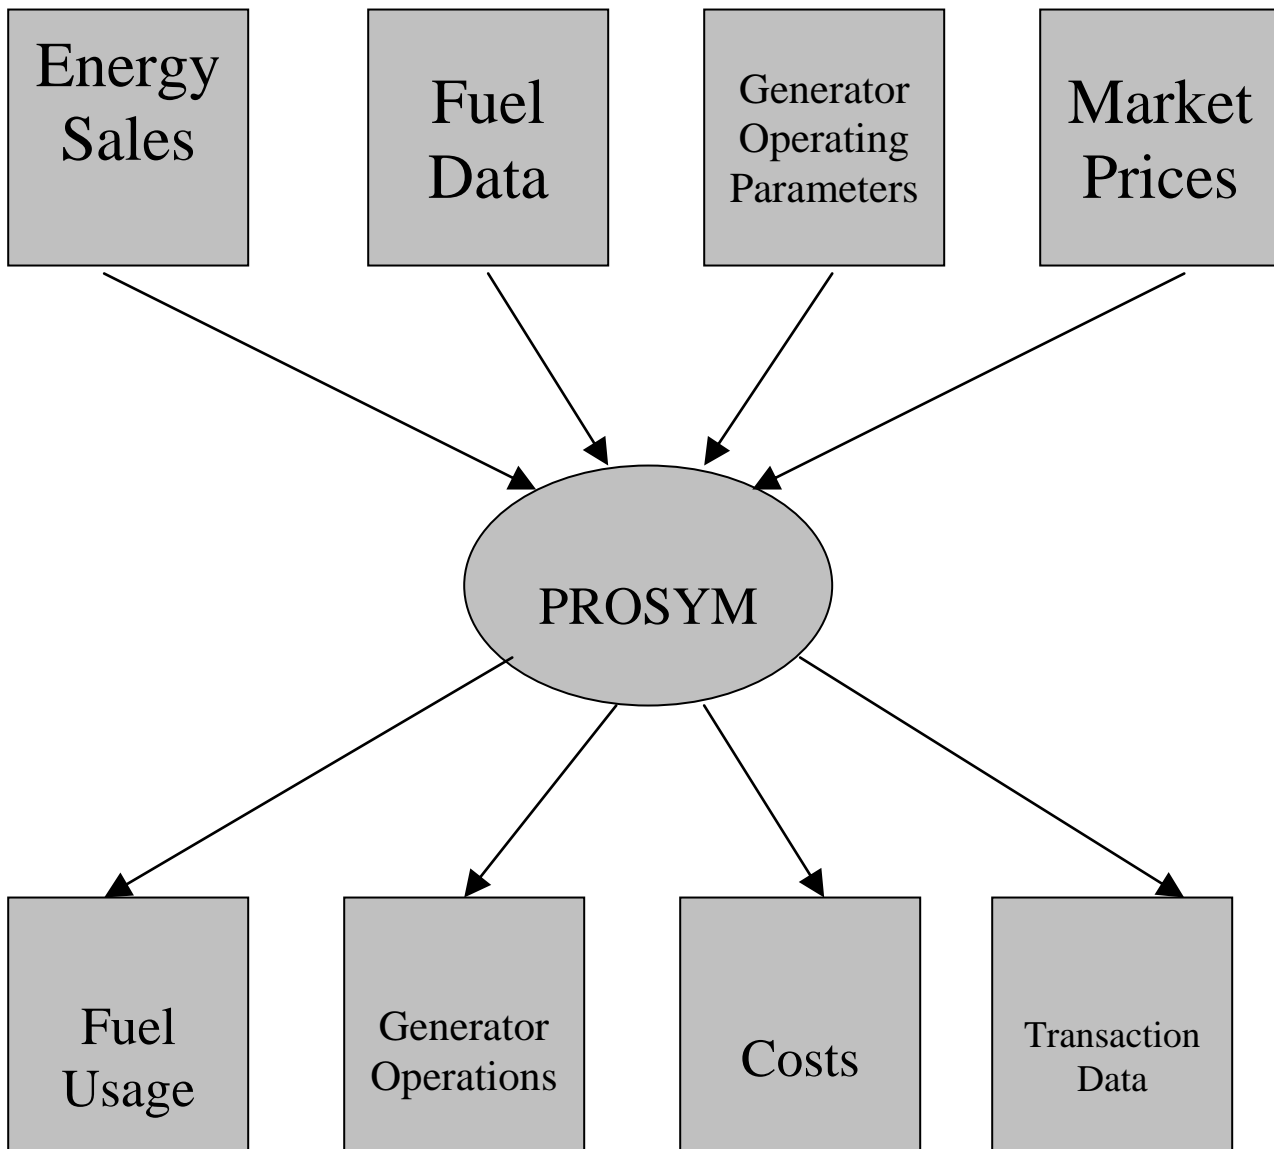 Energy
Sales
Fuel
Data
Generator
Operating
Parameters
Market
Prices
PROSYM
Fuel
Usage
Generator
Operations
Costs
Transaction
Data